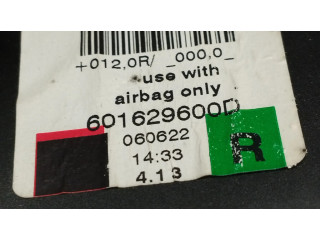 +012,0R/ _000,0_
use with
airbag only
601629600D
060622
14:33
4.13
R